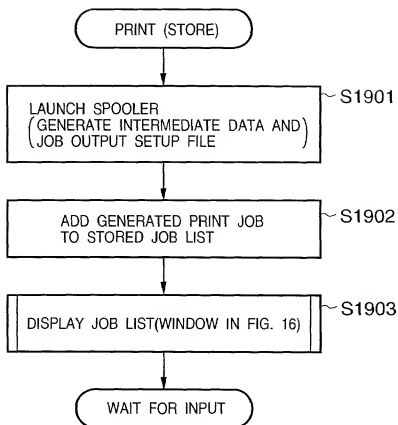 PRINT (STORE)
S1901
LAUNCH SPOOLER
(GENERATE INTERMEDIATE DATA AND
JOB OUTPUT SETUP FILE)
S1902
ADD GENERATED PRINT JOB
TO STORED JOB LIST
S1903
DISPLAY JOB LIST(WINDOW IN FIG. 16)
WAIT FOR INPUT